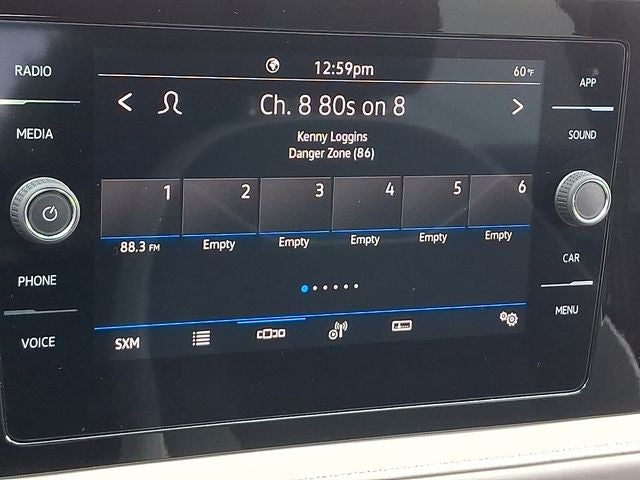 RADIO
MEDIA
PHONE
VOICE
12:59pm
60°F
< Ch. 8 80s on 8 >
Kenny Loggins
Danger Zone (86)
1 2 3 4 5 6
88.3 FM Empty Empty Empty Empty Empty
SXM
APP
SOUND
CAR
MENU